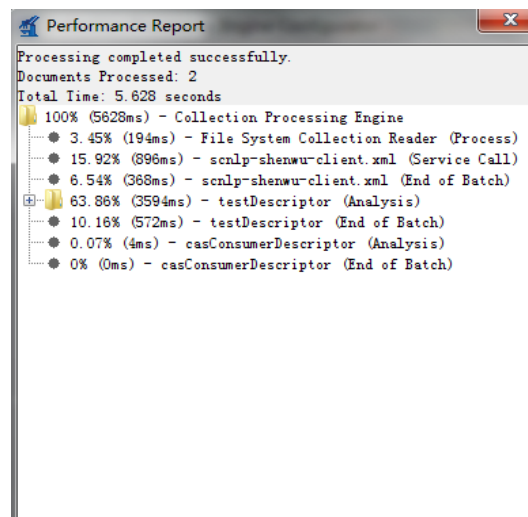 Performance Report
Processing completed successfully.
Documents Processed: 2
Total Time: 5.628 seconds
100% (5628ms) - Collection Processing Engine
3.45% (194ms) - File System Collection Reader (Process)
15.92% (896ms) - scnlp-shenwu-client.xml (Service Call)
6.54% (368ms) - scnlp-shenwu-client.xml (End of Batch)
63.86% (3594ms) - testDescriptor (Analysis)
10.16% (572ms) - testDescriptor (End of Batch)
0.07% (4ms) - casConsumerDescriptor (Analysis)
0% (0ms) - casConsumerDescriptor (End of Batch)